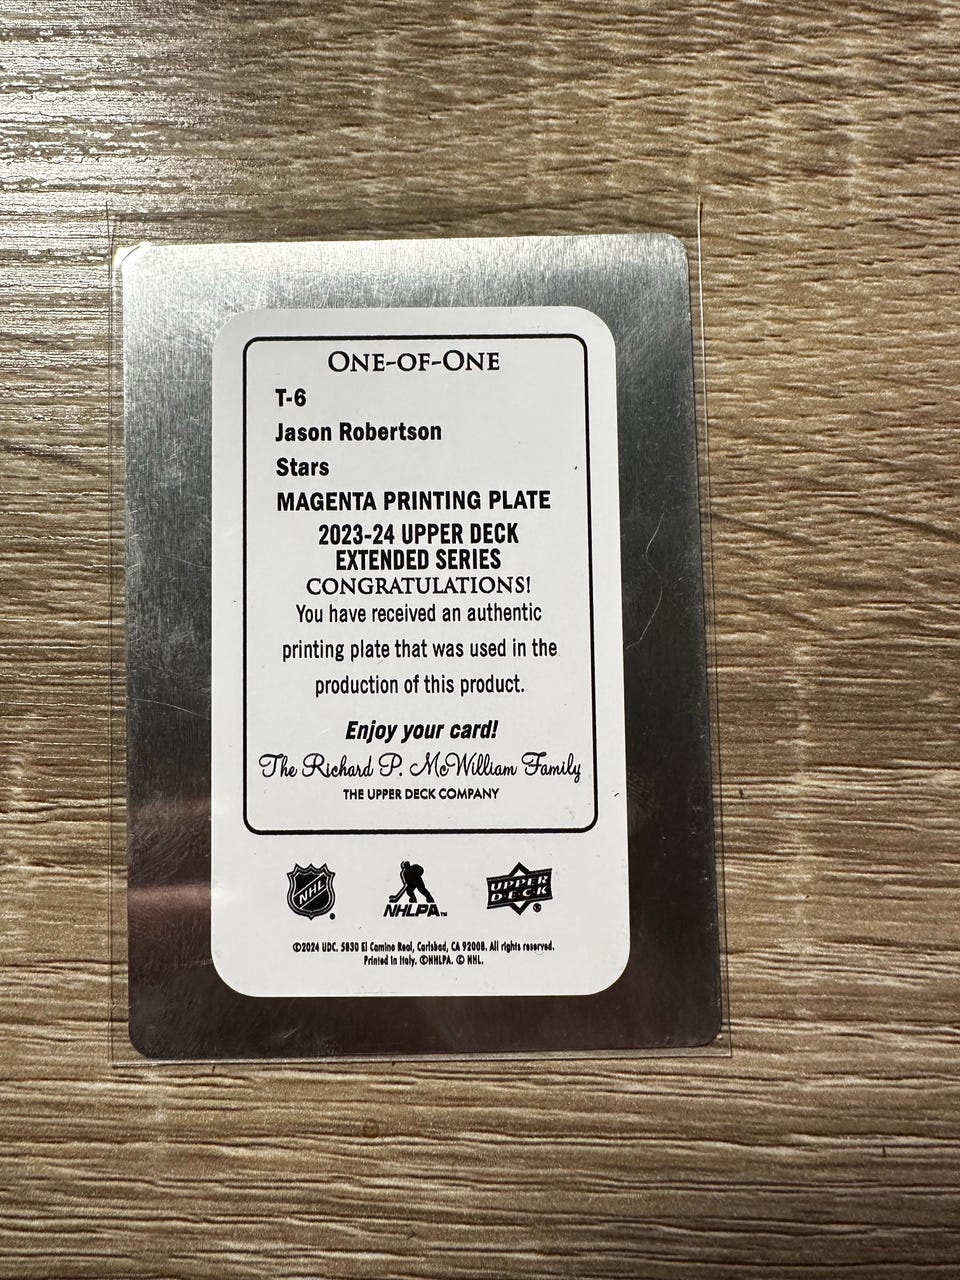 ONE-OF-ONE
T-6
Jason Robertson
Stars
MAGENTA PRINTING PLATE
2023-24 UPPER DECK
EXTENDED SERIES
CONGRATULATIONS!
You have received an authentic
printing plate that was used in the
production of this product.
Enjoy your card!
The Richard P. McWilliam Family
THE UPPER DECK COMPANY
NHL ®
NHLPA™
UPPER
DECK ®
©2024 UDC. 5830 El Camino Real, Carlsbad, CA 92008. All rights reserved.
Printed in Italy. ©NHLPA. © NHL.